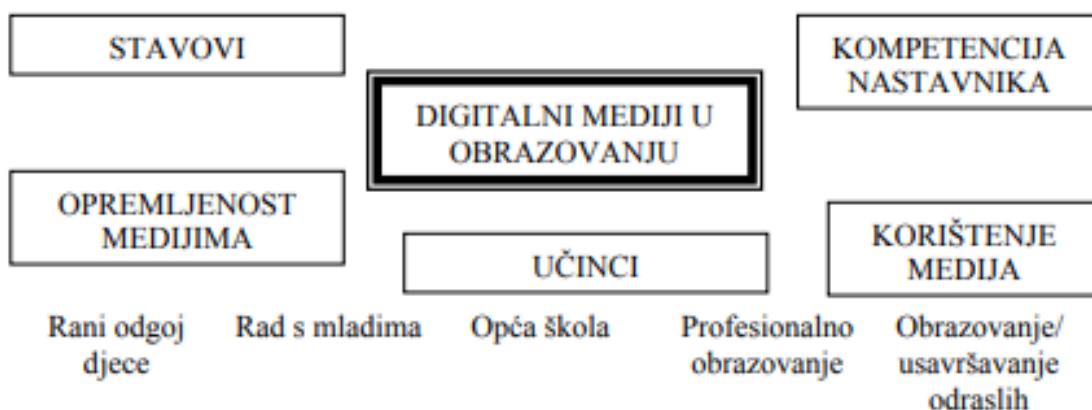 STAVOVI
KOMPETENCIJA
NASTAVNIKA
DIGITALNI MEDIJI U
OBRAZOVANJU
OPREMLJENOST
MEDIJIMA
UČINCI
KORIŠTENJE
MEDIJA
Rani odgoj
djece
Rad s mladima
Opća škola
Profesionalno
obrazovanje
Obrazovanje/
usavršavanje
odraslih